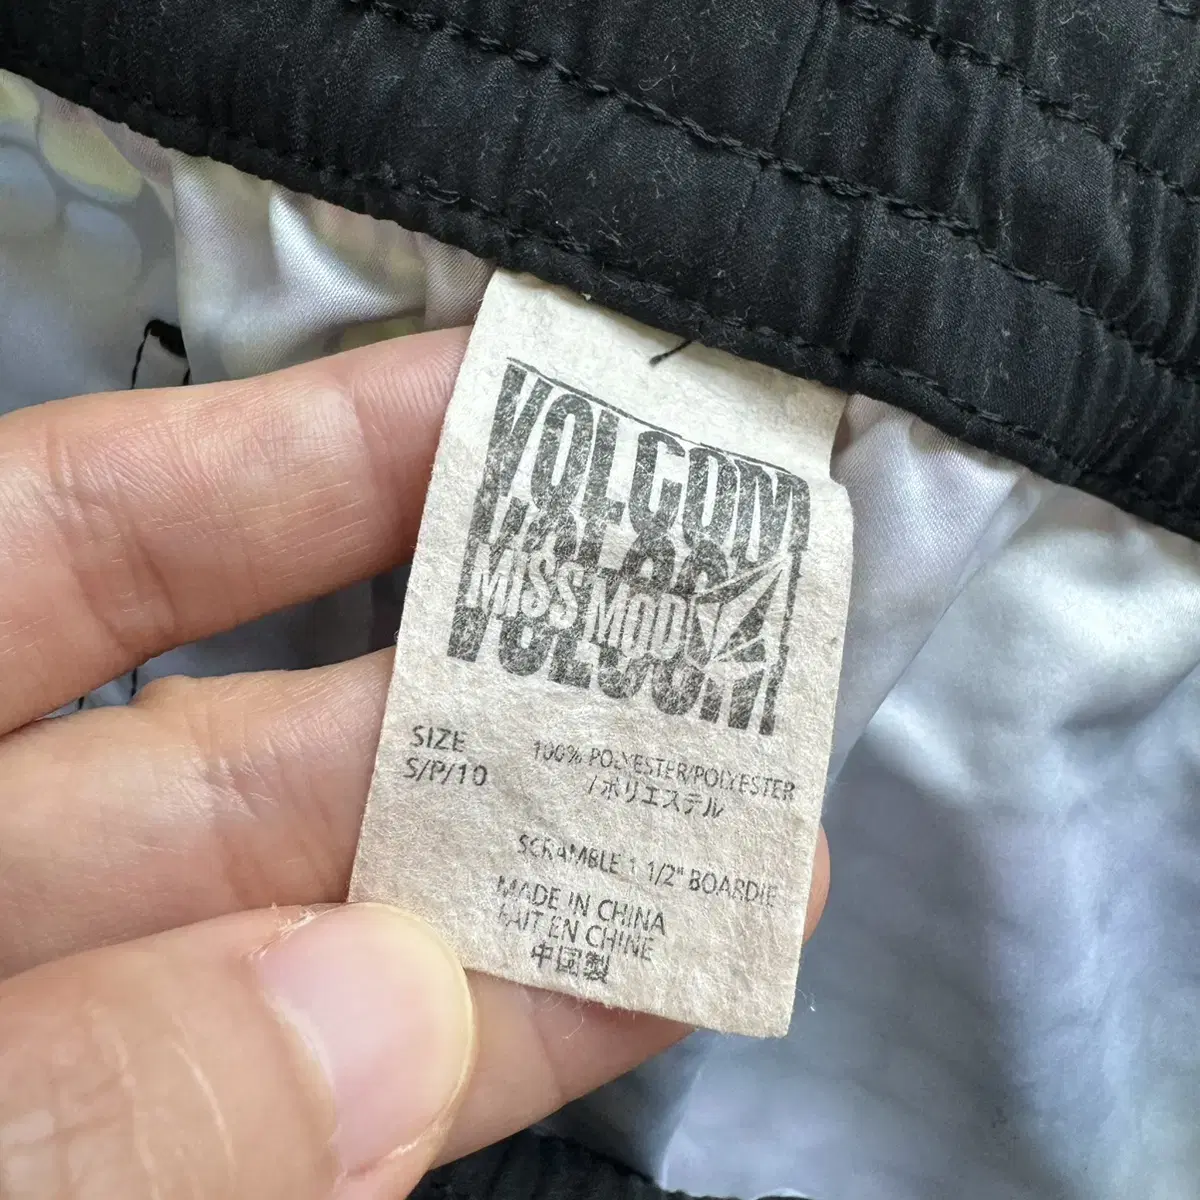 VOLCOM
VOLCOM
MISS MOD
VOLCOM
SIZE
S/P/10
100% POLYESTER/POLYESTER
/ポリエステル
SCRAMBLE 1 1/2" BOARDIE
MADE IN CHINA
FAIT EN CHINE
中国製